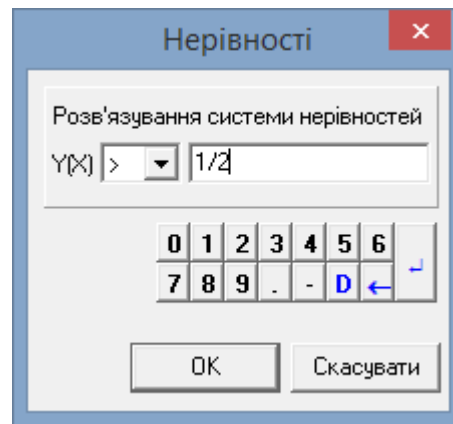 Нерівності
Розв'язування системи нерівностей
Y(X) > 1/2
0 1 2 3 4 5 6
7 8 9 . - D ←
OK Скасувати